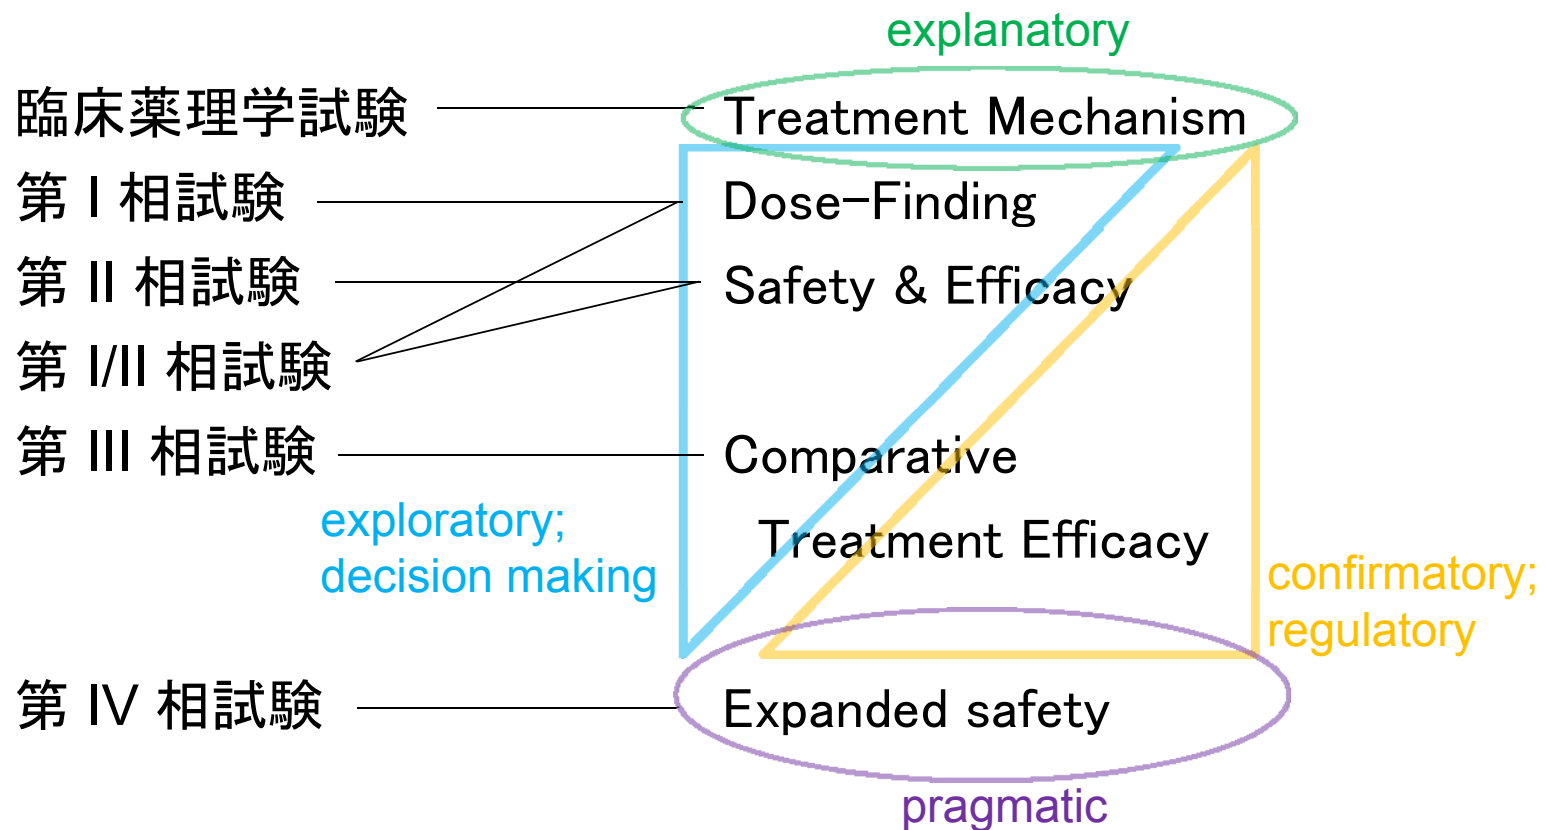 explanatory
臨床薬理学試験
Treatment Mechanism
第 I 相試験
Dose-Finding
第 II 相試験
Safety & Efficacy
第 I/II 相試験
第 III 相試験
Comparative
Treatment Efficacy
exploratory;
decision making
confirmatory;
regulatory
第 IV 相試験
Expanded safety
pragmatic